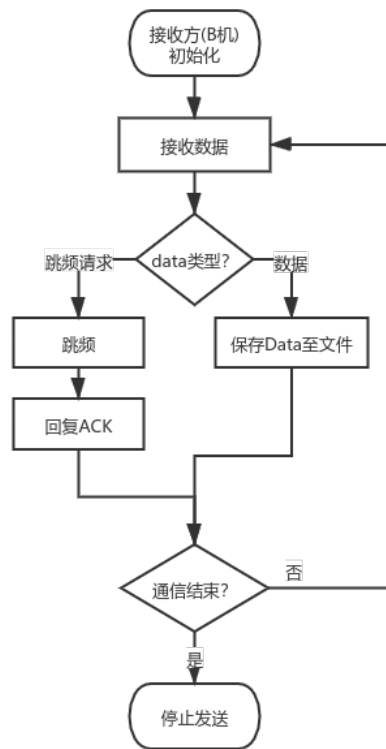 接收方(B机)
初始化
接收数据
data类型?
跳频请求
数据
跳频
保存Data至文件
回复ACK
通信结束?
否
是
停止发送